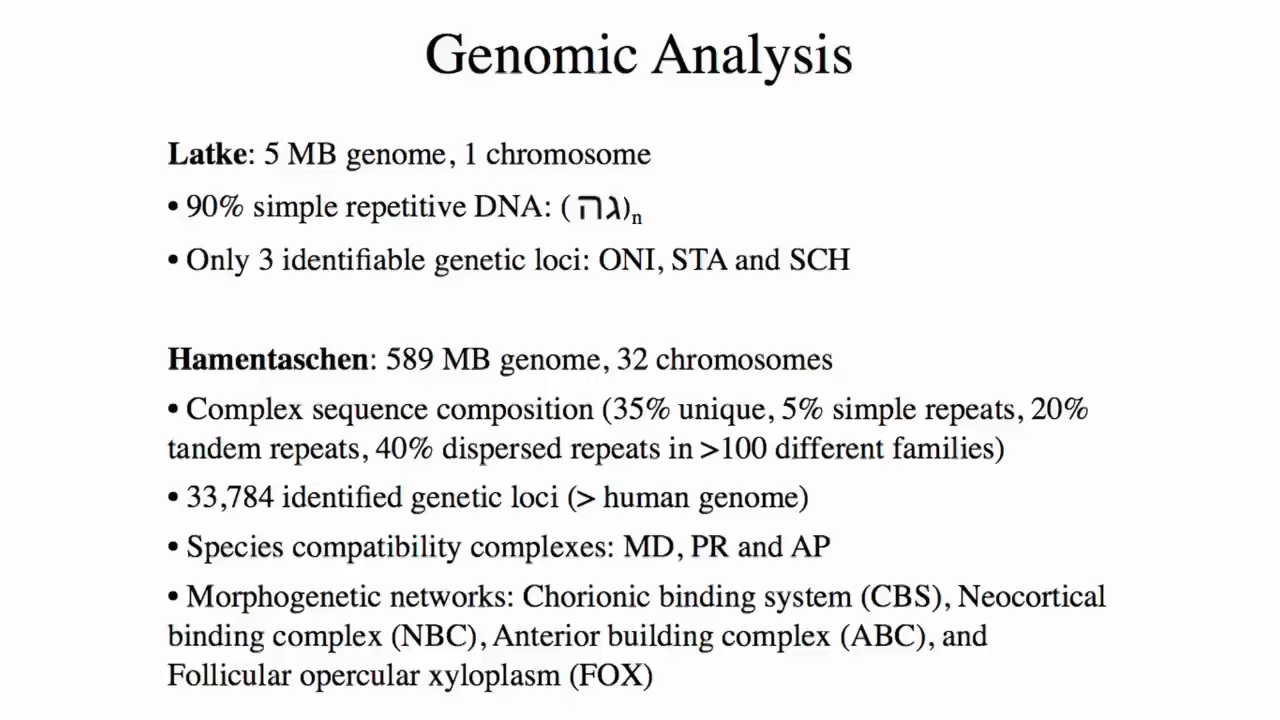 Genomic Analysis
Latke: 5 MB genome, 1 chromosome
• 90% simple repetitive DNA: (גה)n
• Only 3 identifiable genetic loci: ONI, STA and SCH
Hamentaschen: 589 MB genome, 32 chromosomes
• Complex sequence composition (35% unique, 5% simple repeats, 20%
tandem repeats, 40% dispersed repeats in >100 different families)
• 33,784 identified genetic loci (> human genome)
• Species compatibility complexes: MD, PR and AP
• Morphogenetic networks: Chorionic binding system (CBS), Neocortical
binding complex (NBC), Anterior building complex (ABC), and
Follicular opercular xyloplasm (FOX)